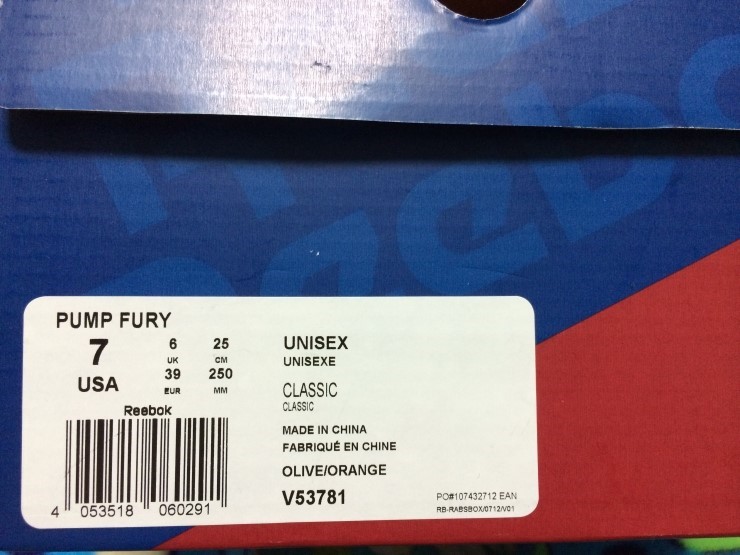 Reebok
PUMP FURY
7
USA
6
UK
39
EUR
25
CM
250
MM
Reebok
4 053518 060291
UNISEX
UNISEXE
CLASSIC
CLASSIC
MADE IN CHINA
FABRIQUÉ EN CHINE
OLIVE/ORANGE
V53781
PO#107432712 EAN
RB-RABSBOX/0712/V01